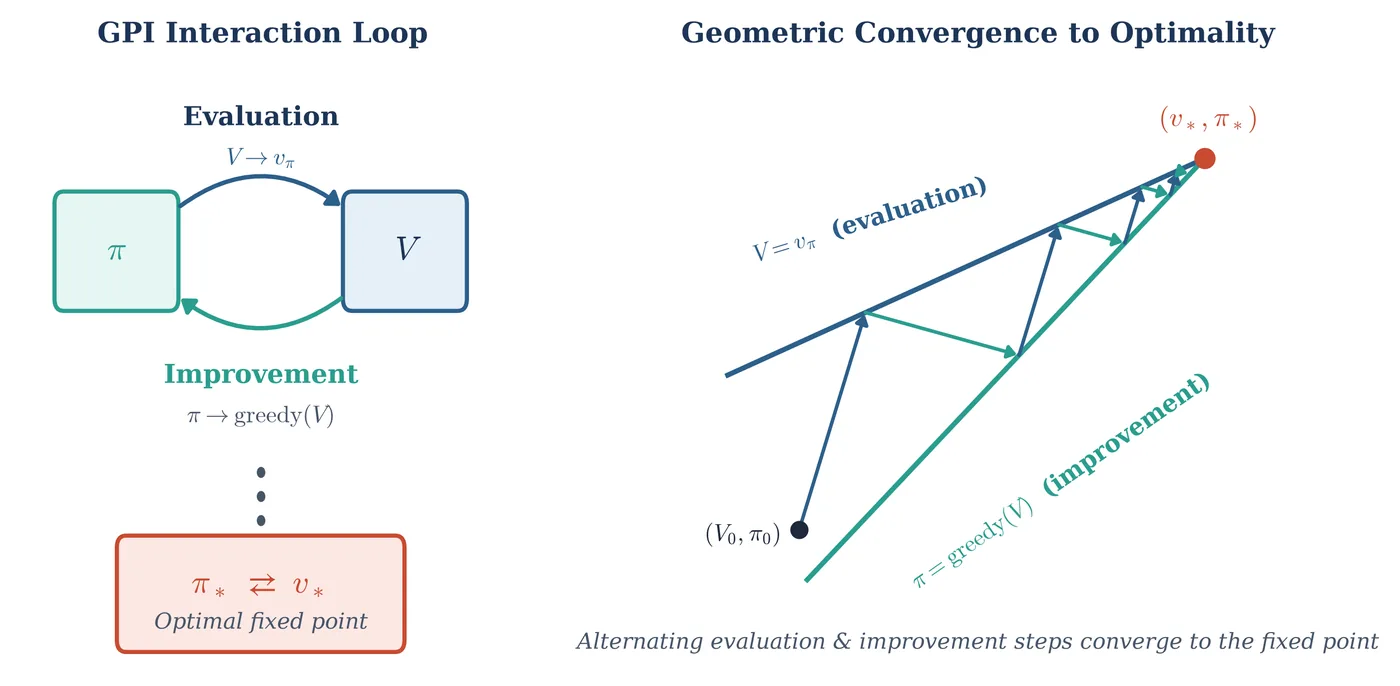 GPI Interaction Loop
Evaluation
V → v_π
π
V
Improvement
π → greedy(V)
π_* ⇄ v_*
Optimal fixed point
Geometric Convergence to Optimality
(v_*, π_*)
V = v_π (evaluation)
(V_0, π_0)
π = greedy(V) (improvement)
Alternating evaluation & improvement steps converge to the fixed point